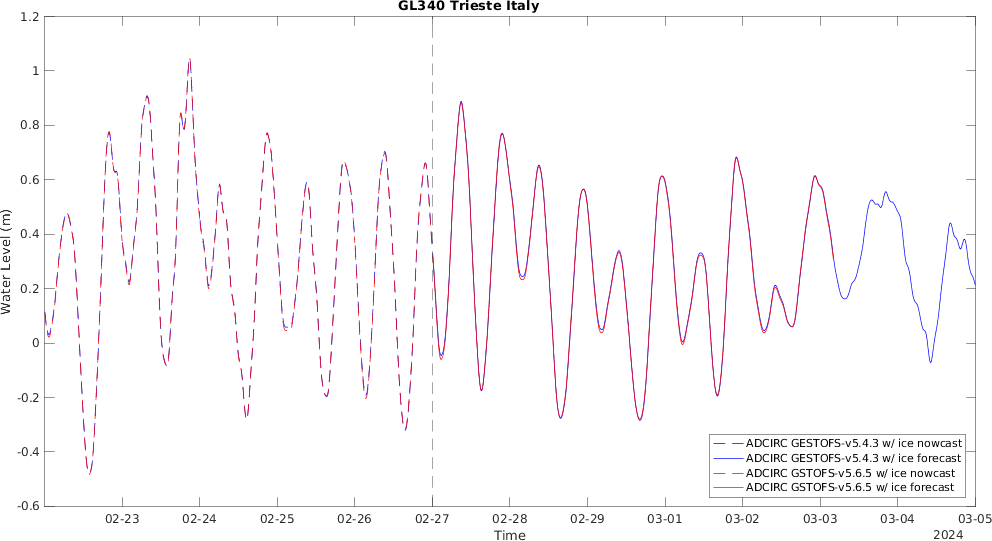 GL340 Trieste Italy
1.2
1
0.8
0.6
0.4
0.2
0
-0.2
-0.4
-0.6
Water Level (m)
ADCIRC GESTOFS-v5.4.3 w/ ice nowcast
ADCIRC GESTOFS-v5.4.3 w/ ice forecast
ADCIRC GSTOFS-v5.6.5 w/ ice nowcast
ADCIRC GSTOFS-v5.6.5 w/ ice forecast
02-23 02-24 02-25 02-26 02-27 02-28 02-29 03-01 03-02 03-03 03-04 03-05
Time
2024